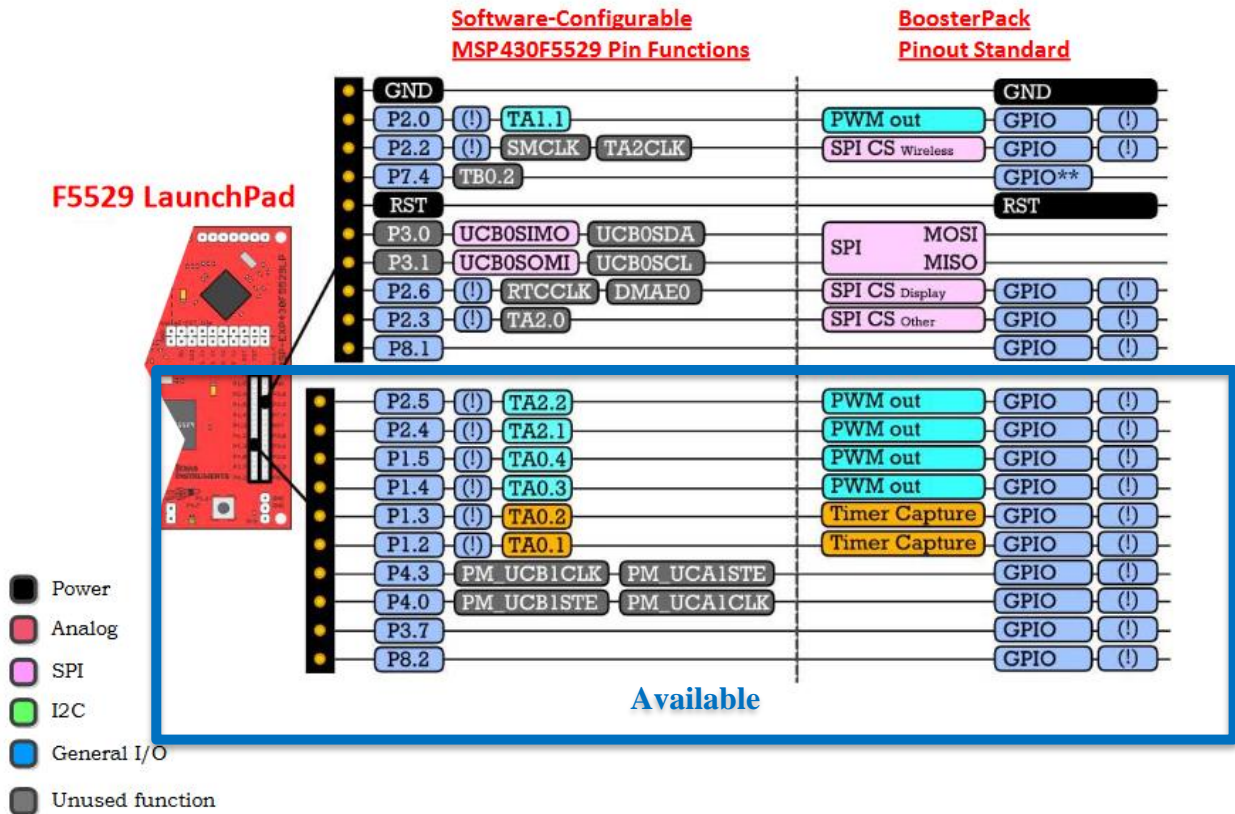 Software-Configurable
MSP430F5529 Pin Functions
BoosterPack
Pinout Standard
F5529 LaunchPad
GND GND
P2.0 (!) TA1.1 PWM out GPIO (!)
P2.2 (!) SMCLK TA2CLK SPI CS Wireless GPIO (!)
P7.4 TB0.2 GPIO**
RST RST
P3.0 UCB0SIMO UCB0SDA SPI MOSI
P3.1 UCB0SOMI UCB0SCL MISO
P2.6 (!) RTCCLK DMAE0 SPI CS Display GPIO (!)
P2.3 (!) TA2.0 SPI CS Other GPIO (!)
P8.1 GPIO (!)
P2.5 (!) TA2.2 PWM out GPIO (!)
P2.4 (!) TA2.1 PWM out GPIO (!)
P1.5 (!) TA0.4 PWM out GPIO (!)
P1.4 (!) TA0.3 PWM out GPIO (!)
P1.3 (!) TA0.2 Timer Capture GPIO (!)
P1.2 (!) TA0.1 Timer Capture GPIO (!)
P4.3 PM_UCB1CLK PM_UCA1STE GPIO (!)
P4.0 PM_UCB1STE PM_UCA1CLK GPIO (!)
P3.7 GPIO (!)
P8.2 GPIO (!)
Available
TEXAS
INSTRUMENTS
Power
Analog
SPI
I2C
General I/O
Unused function